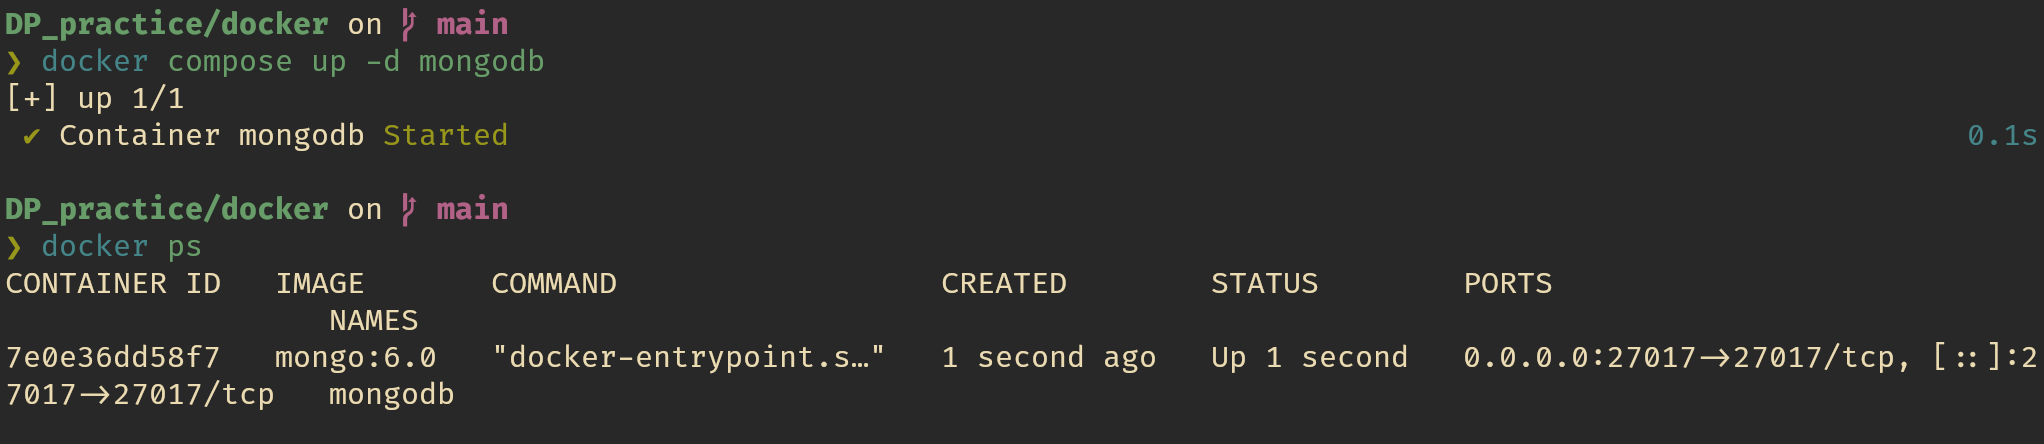 DP_practice/docker on  main
❯ docker compose up -d mongodb
[+] up 1/1
 ✔ Container mongodb Started 0.1s
DP_practice/docker on  main
❯ docker ps
CONTAINER ID   IMAGE       COMMAND                  CREATED        STATUS        PORTS
                  NAMES
7e0e36dd58f7   mongo:6.0   "docker-entrypoint.s…"   1 second ago   Up 1 second   0.0.0.0:27017->27017/tcp, [::]:2
7017->27017/tcp   mongodb